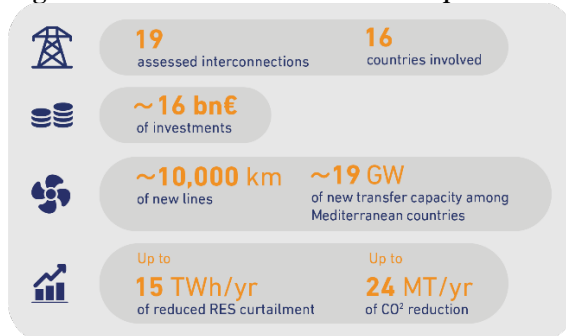 19
assessed interconnections
16
countries involved
~16 bn€
of investments
~10,000 km
of new lines
~19 GW
of new transfer capacity among
Mediterranean countries
Up to
15 TWh/yr
of reduced RES curtailment
Up to
24 MT/yr
of CO² reduction